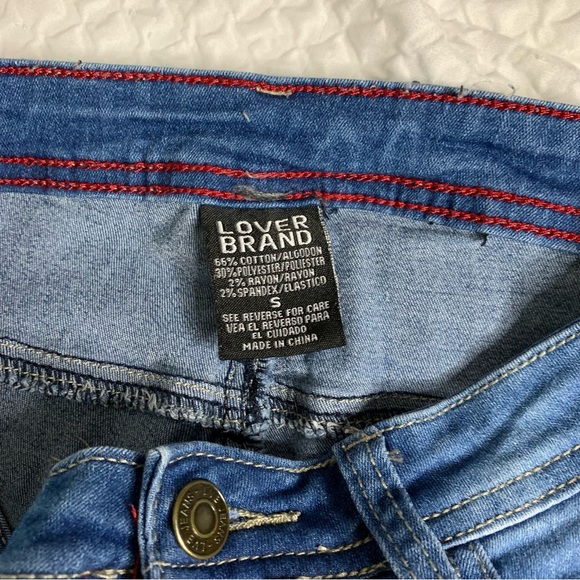 LOVER
BRAND
66% COTTON/ALGODON
30% POLYESTER/POLIESTER
2% RAYON/RAYON
2% SPANDEX/ELASTICO
S
SEE REVERSE FOR CARE
VEA EL REVERSO PARA
EL CUIDADO
MADE IN CHINA
JEANS